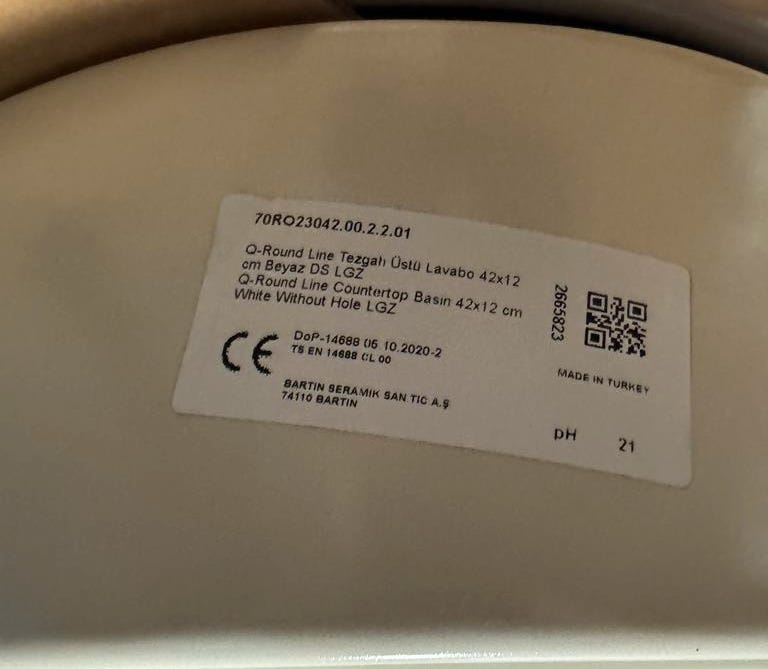 70RO23042.00.2.2.01
Q-Round Line Tezgah Üstü Lavabo 42x12
cm Beyaz DS LGZ
Q-Round Line Countertop Basin 42x12 cm
White Without Hole LGZ
2665823
CE
DoP-14688 06.10.2020-2
TS EN 14688 CL 00
MADE IN TURKEY
BARTIN SERAMIK SAN TIC A.Ş
74110 BARTIN
pH 21